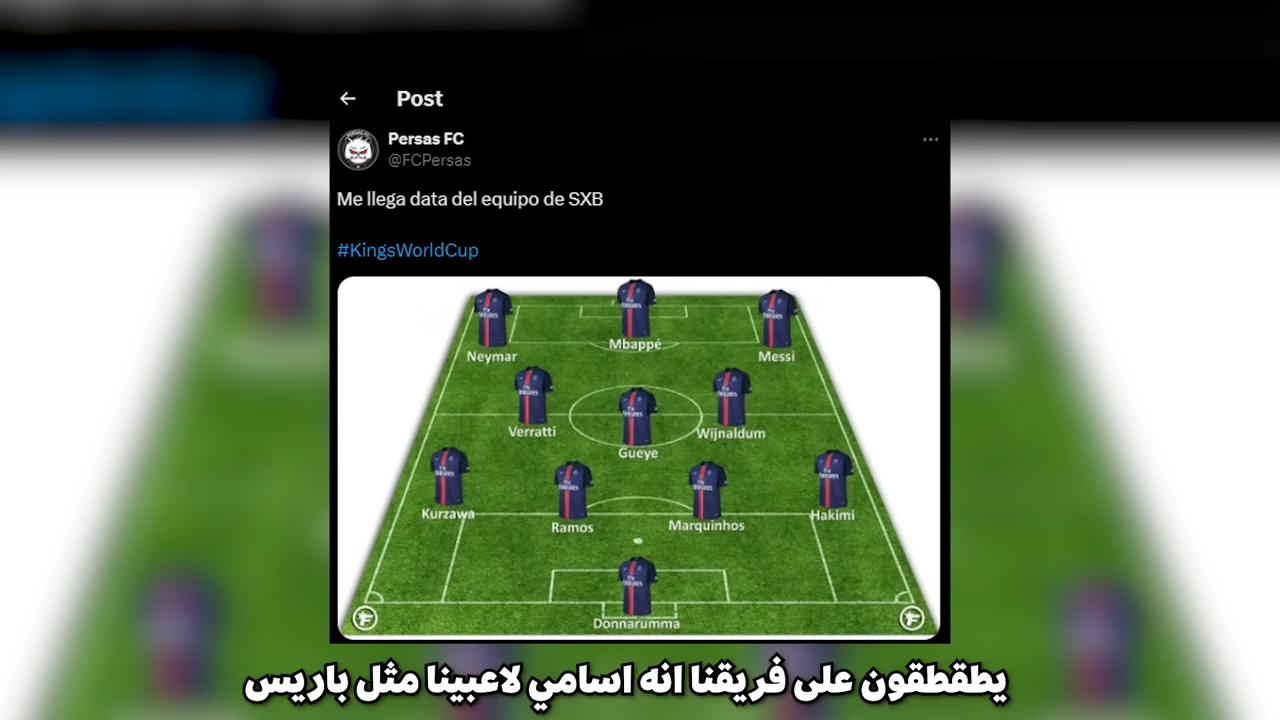 Post
Persas FC
@FCPersas
Me llega data del equipo de SXB
#KingsWorldCup
Neymar
Mbappé
Messi
Verratti
Gueye
Wijnaldum
Kurzawa
Ramos
Marquinhos
Hakimi
Donnarumma
يطقطقون على فريقنا انه اسامي لاعبينا مثل باريس